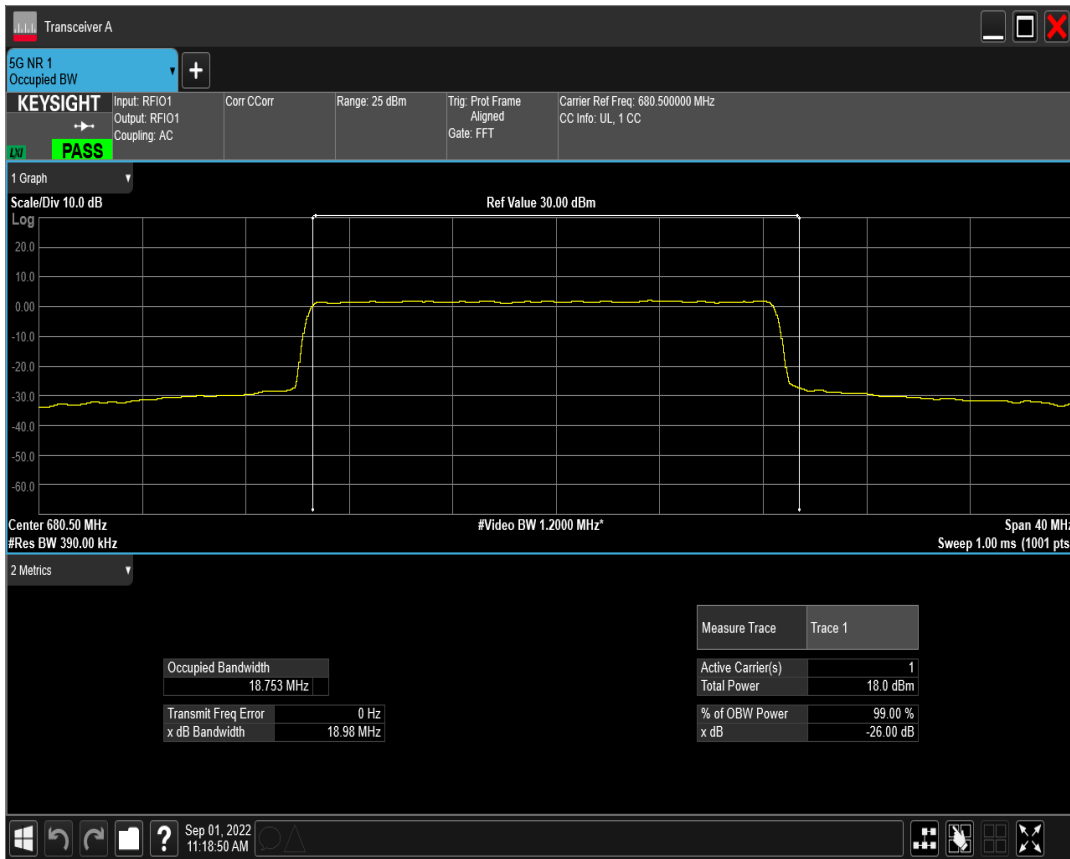 Transceiver A
5G NR 1
Occupied BW
KEYSIGHT
LXI
PASS
Input: RFIO1
Output: RFIO1
Coupling: AC
Corr CCorr
Range: 25 dBm
Trig: Prot Frame
Aligned
Gate: FFT
Carrier Ref Freq: 680.500000 MHz
CC Info: UL, 1 CC
1 Graph
Scale/Div 10.0 dB
Ref Value 30.00 dBm
Log
20.0
10.0
0.00
-10.0
-20.0
-30.0
-40.0
-50.0
-60.0
Center 680.50 MHz
#Video BW 1.2000 MHz*
Span 40 MHz
#Res BW 390.00 kHz
Sweep 1.00 ms (1001 pts
2 Metrics
Measure Trace Trace 1
Occupied Bandwidth
18.753 MHz
Active Carrier(s) 1
Total Power 18.0 dBm
Transmit Freq Error 0 Hz
x dB Bandwidth 18.98 MHz
% of OBW Power 99.00 %
x dB -26.00 dB
?
Sep 01, 2022
11:18:50 AM